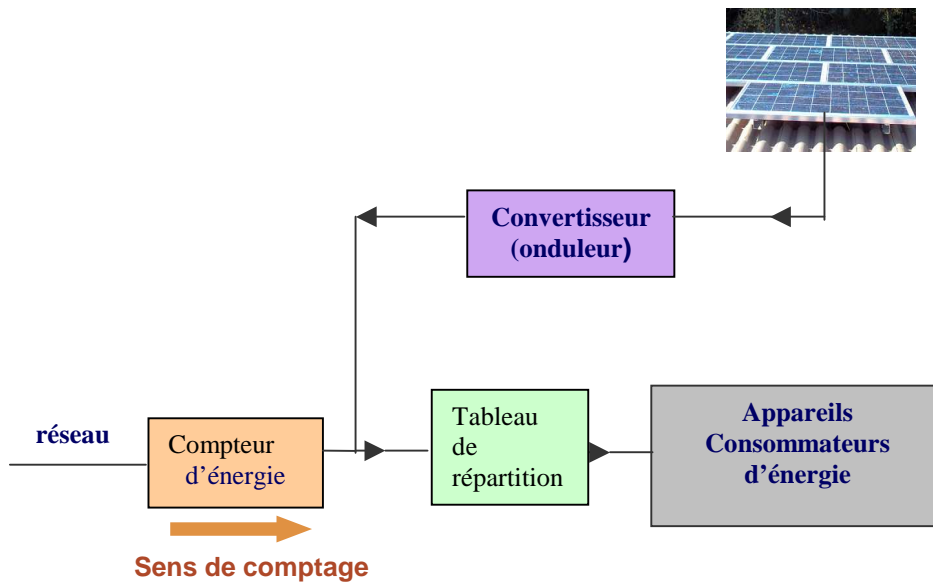 Convertisseur
(onduleur)
réseau
Compteur
d'énergie
Tableau
de
répartition
Appareils
Consommateurs
d'énergie
Sens de comptage